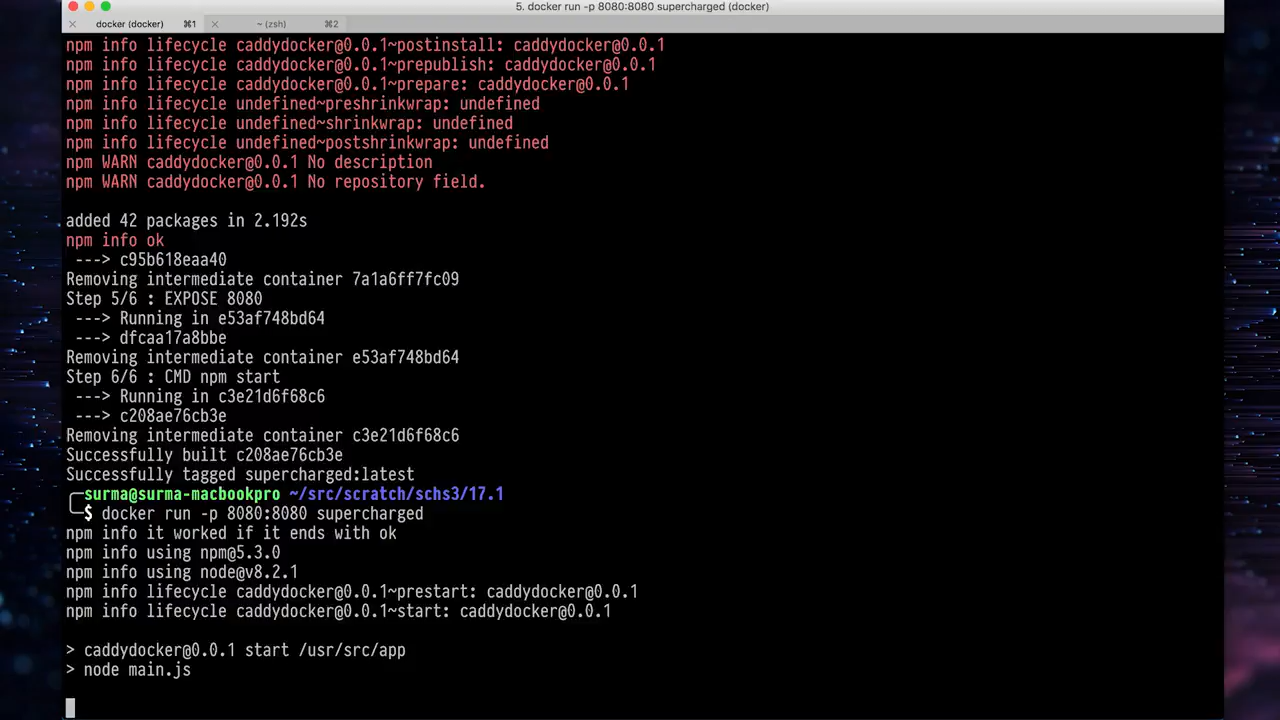 5. docker run -p 8080:8080 supercharged (docker)
docker (docker) ⌘1 ~ (zsh) ⌘2
npm info lifecycle caddydocker@0.0.1~postinstall: caddydocker@0.0.1
npm info lifecycle caddydocker@0.0.1~prepublish: caddydocker@0.0.1
npm info lifecycle caddydocker@0.0.1~prepare: caddydocker@0.0.1
npm info lifecycle undefined~preshrinkwrap: undefined
npm info lifecycle undefined~shrinkwrap: undefined
npm info lifecycle undefined~postshrinkwrap: undefined
npm WARN caddydocker@0.0.1 No description
npm WARN caddydocker@0.0.1 No repository field.
added 42 packages in 2.192s
npm info ok
---> c95b618eaa40
Removing intermediate container 7a1a6ff7fc09
Step 5/6 : EXPOSE 8080
---> Running in e53af748bd64
---> dfcaa17a8bbe
Removing intermediate container e53af748bd64
Step 6/6 : CMD npm start
---> Running in c3e21d6f68c6
---> c208ae76cb3e
Removing intermediate container c3e21d6f68c6
Successfully built c208ae76cb3e
Successfully tagged supercharged:latest
surma@surma-macbookpro ~/src/scratch/schs3/17.1
$ docker run -p 8080:8080 supercharged
npm info it worked if it ends with ok
npm info using npm@5.3.0
npm info using node@v8.2.1
npm info lifecycle caddydocker@0.0.1~prestart: caddydocker@0.0.1
npm info lifecycle caddydocker@0.0.1~start: caddydocker@0.0.1
> caddydocker@0.0.1 start /usr/src/app
> node main.js